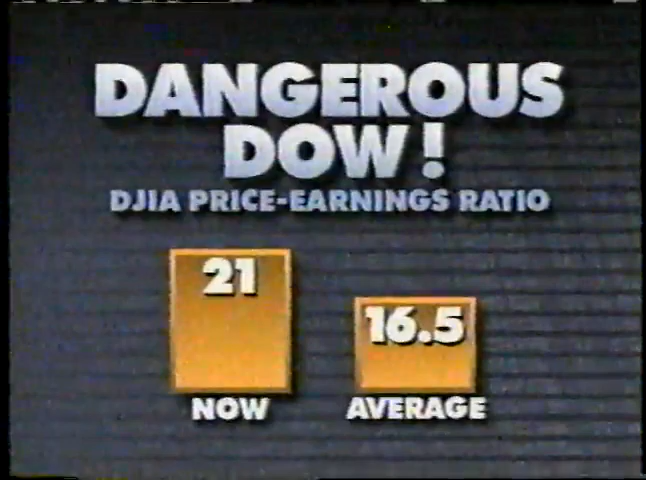 DANGEROUS
DOW!
DJIA PRICE-EARNINGS RATIO
21
16.5
NOW
AVERAGE